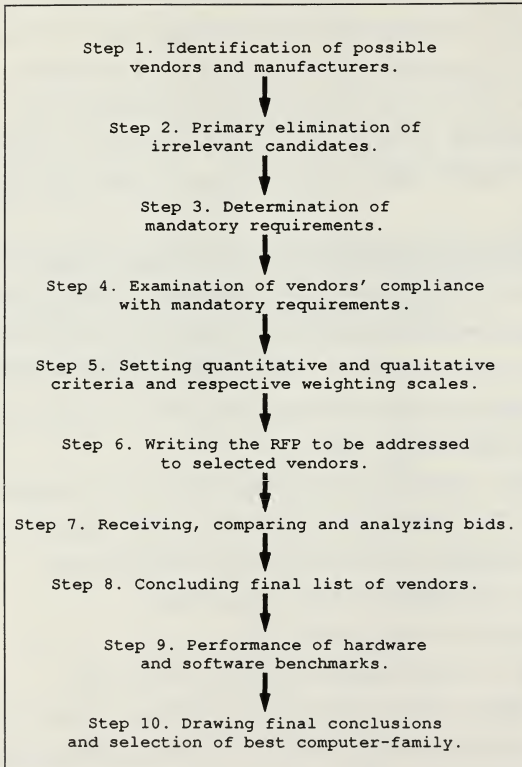 Step 1. Identification of possible
vendors and manufacturers.
Step 2. Primary elimination of
irrelevant candidates.
Step 3. Determination of
mandatory requirements.
Step 4. Examination of vendors' compliance
with mandatory requirements.
Step 5. Setting quantitative and qualitative
criteria and respective weighting scales.
Step 6. Writing the RFP to be addressed
to selected vendors.
Step 7. Receiving, comparing and analyzing bids.
Step 8. Concluding final list of vendors.
Step 9. Performance of hardware
and software benchmarks.
Step 10. Drawing final conclusions
and selection of best computer-family.